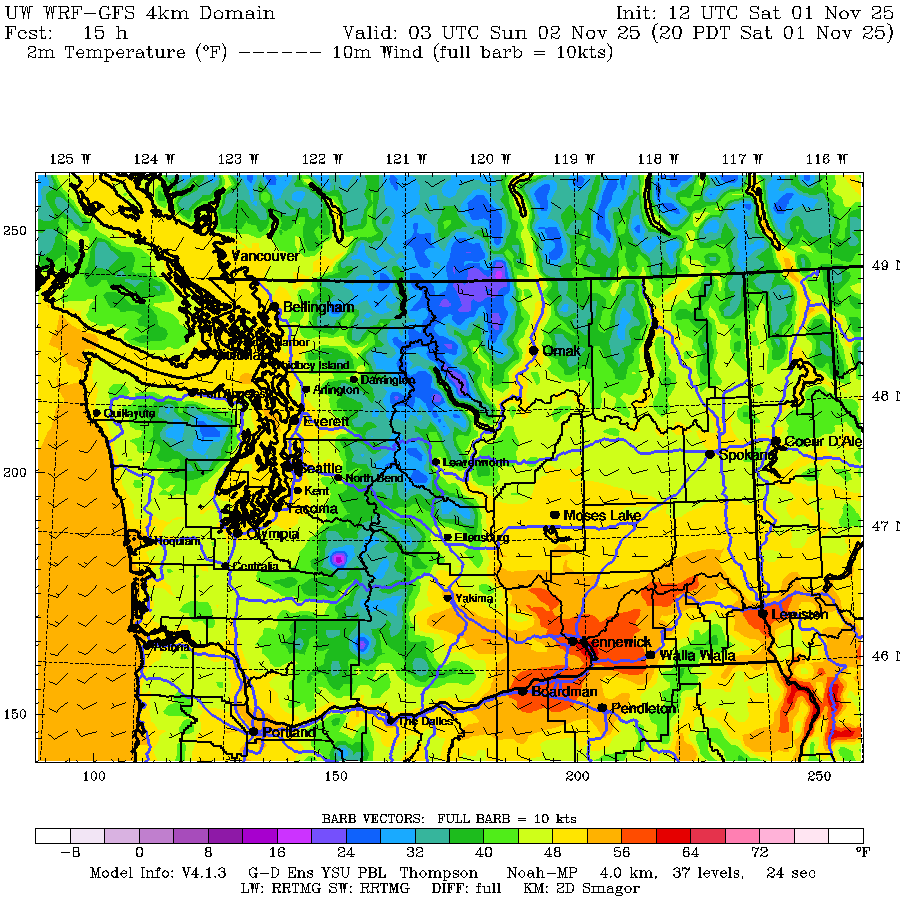 UW WRF-GFS 4km Domain Init: 12 UTC Sat 01 Nov 25
Fcst: 15 h Valid: 03 UTC Sun 02 Nov 25 (20 PDT Sat 01 Nov 25)
2m Temperature (°F) ------ 10m Wind (full barb = 10kts)
125 W 124 W 123 W 122 W 121 W 120 W 119 W 118 W 117 W 116 W
250
Vancouver
49 N
Bellingham
Harbor
Omak
Whidbey Island
Darrington
Arlington
48 N
Quillayute
Everett
Coeur D'Alene
Spokane
Leavenworth
200
Seattle
North Bend
Kent
Tacoma
Moses Lake
47 N
Olympia
Ellensburg
Hoquiam
Centralia
Yakima
Lewiston
Kennewick
Astoria
Walla Walla
46 N
Boardman
Pendleton
150
The Dalles
Portland
100 150 200 250
BARB VECTORS: FULL BARB = 10 kts
-8 0 8 16 24 32 40 48 56 64 72 °F
Model Info: V4.1.3 G-D Ens YSU PBL Thompson Noah-MP 4.0 km, 37 levels, 24 sec
LW: RRTMG SW: RRTMG DIFF: full KM: 2D Smagor